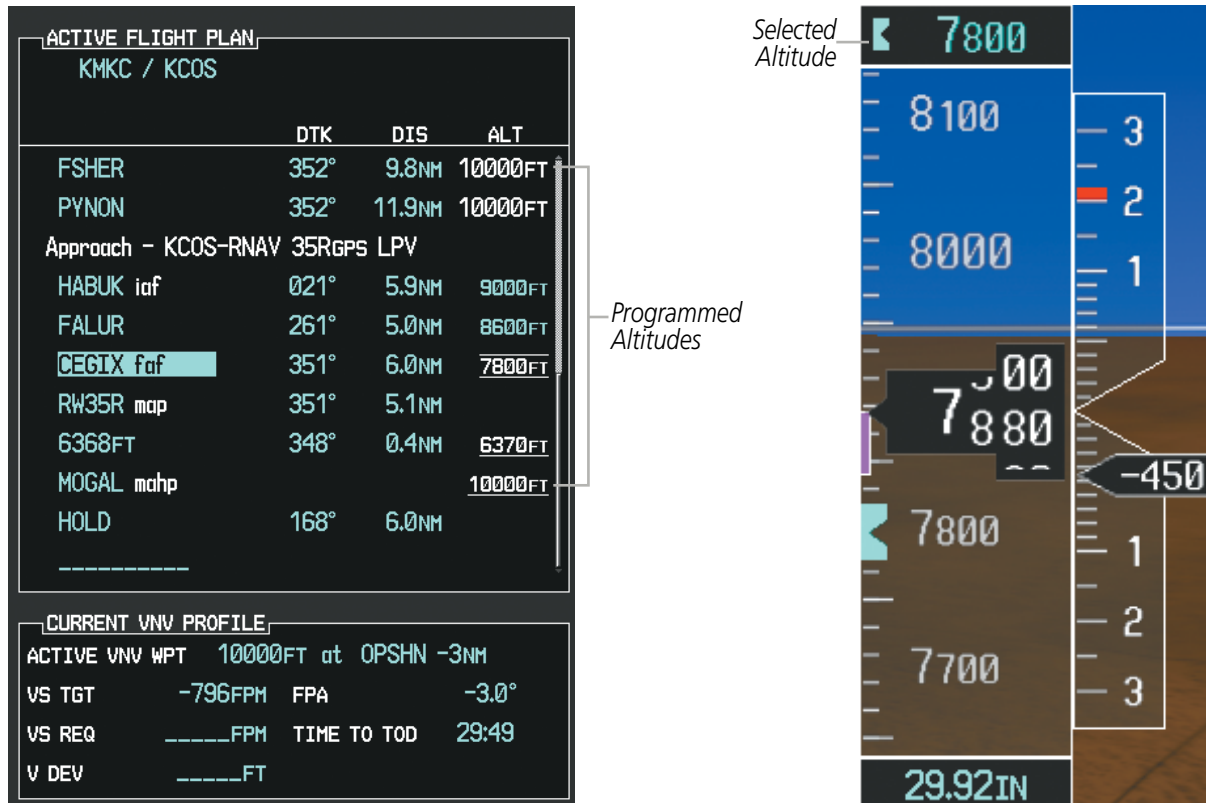 ACTIVE FLIGHT PLAN
KMKC / KCOS
DTK DIS ALT
FSHER 352° 9.8NM 10000FT
PYNON 352° 11.9NM 10000FT
Approach – KCOS-RNAV 35RGPS LPV
HABUK iaf 021° 5.9NM 9000FT
FALUR 261° 5.0NM 8600FT
CEGIX faf 351° 6.0NM 7800FT
RW35R map 351° 5.1NM
6368FT 348° 0.4NM 6370FT
MOGAL mahp 10000FT
HOLD 168° 6.0NM
__________
CURRENT VNV PROFILE
ACTIVE VNV WPT 10000FT at OPSHN -3NM
VS TGT -796FPM FPA -3.0°
VS REQ _____FPM TIME TO TOD 29:49
V DEV _____FT
Programmed
Altitudes
Selected
Altitude
7800
8100
8000
00
7880
7800
7700
29.92IN
3
2
1
-450
1
2
3